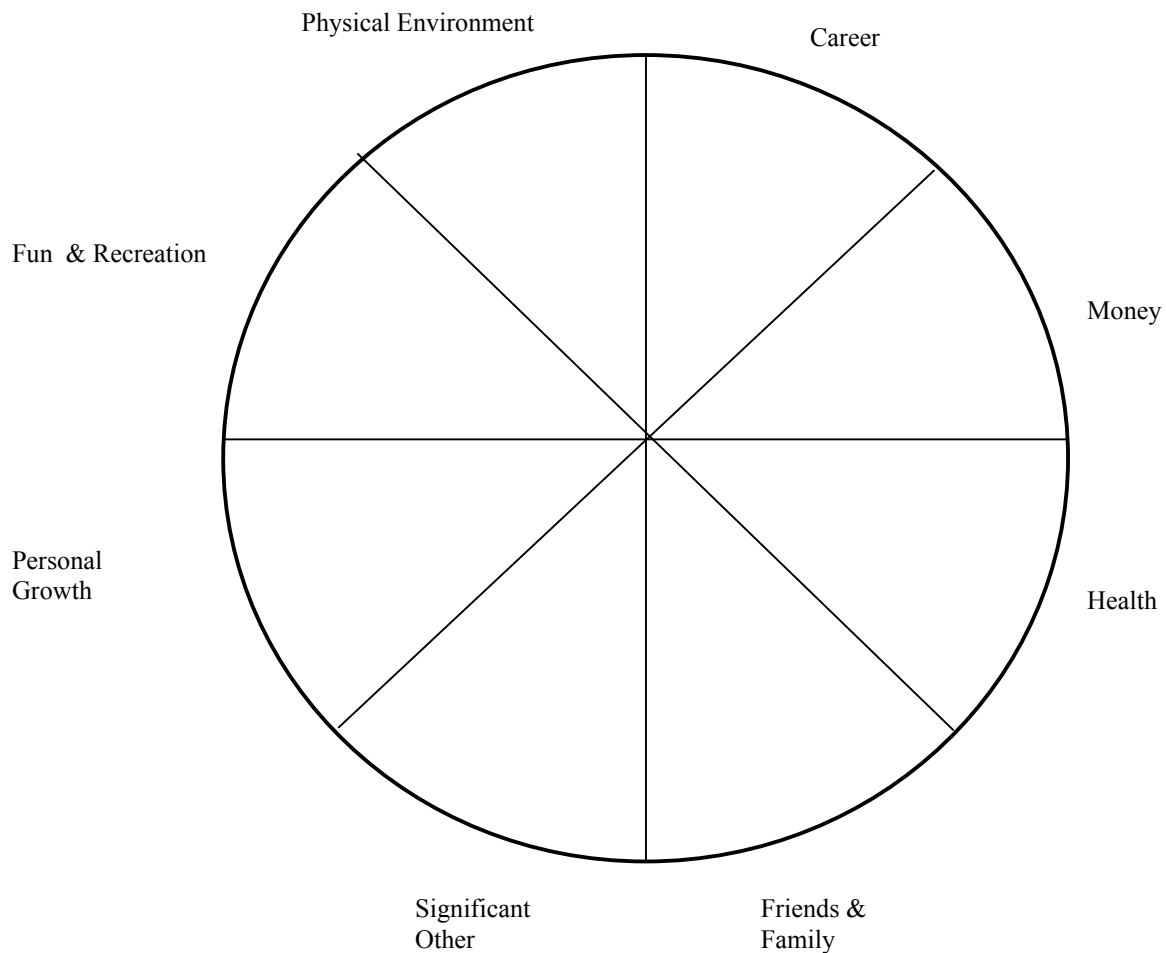 Physical Environment
Career
Fun & Recreation
Money
Personal
Growth
Health
Significant
Other
Friends &
Family